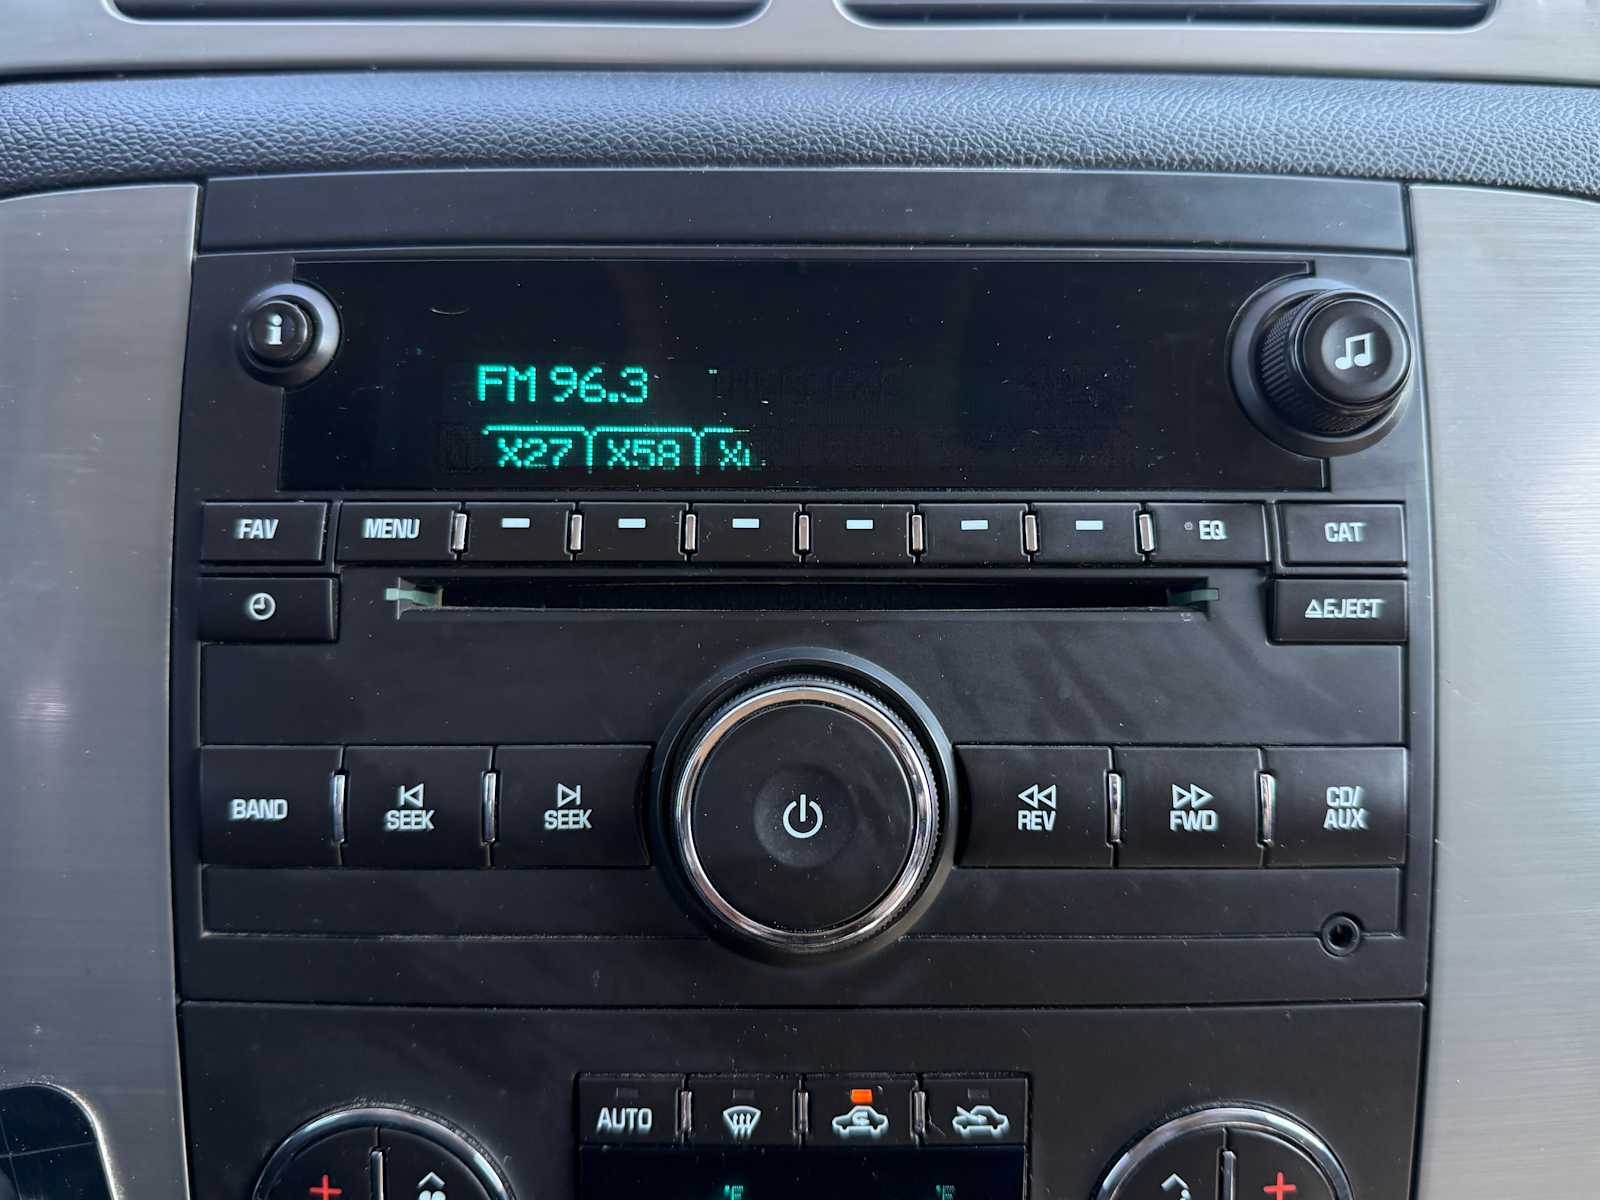 i
FM 96.3
X27 X58
FAV MENU EQ CAT
EJECT
BAND SEEK SEEK REV FWD CD/
AUX
AUTO
°F °F